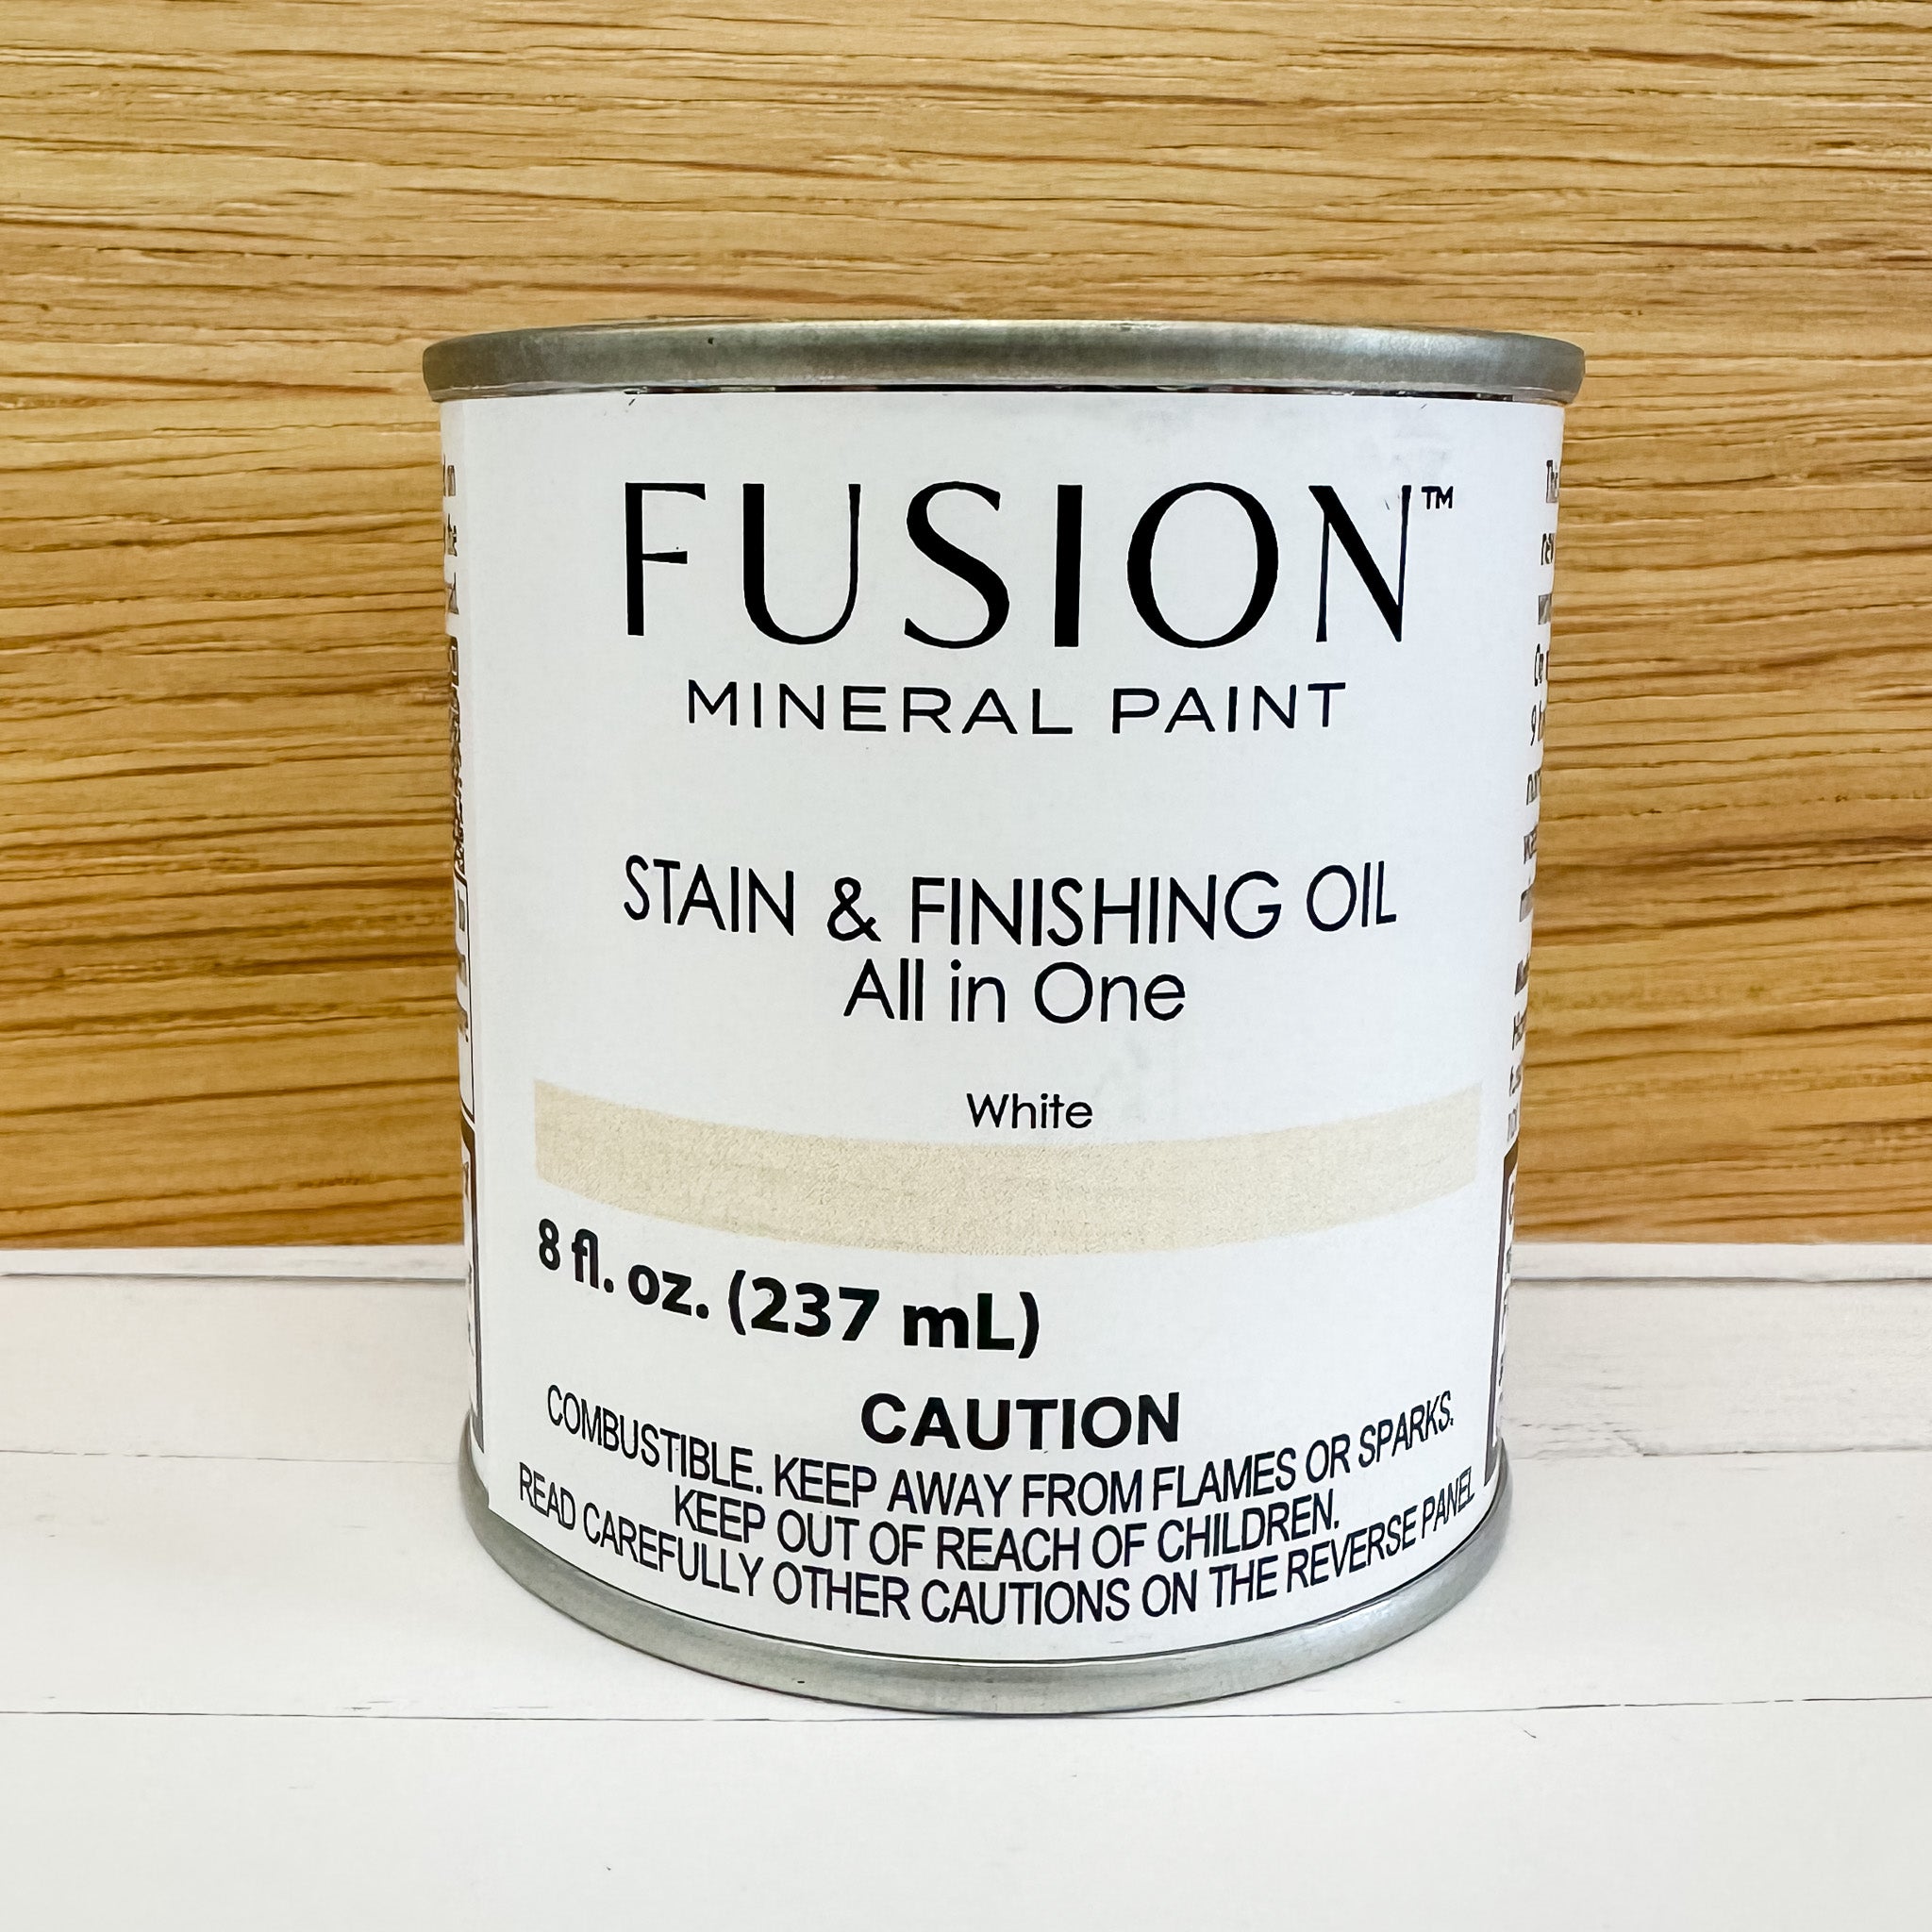 FUSION™
MINERAL PAINT
STAIN & FINISHING OIL
All in One
White
8 fl. oz. (237 mL)
CAUTION
COMBUSTIBLE. KEEP AWAY FROM FLAMES OR SPARKS.
KEEP OUT OF REACH OF CHILDREN.
READ CAREFULLY OTHER CAUTIONS ON THE REVERSE PANEL